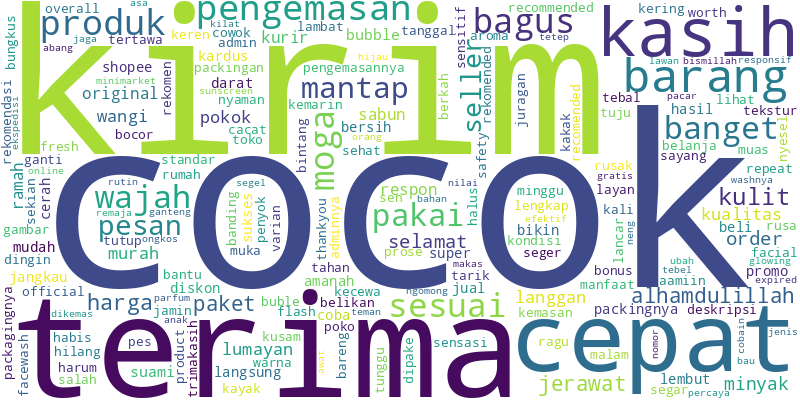 overall
kilat
asa
recommended
produk
pengemasan
bagus
kasih
kering
worth
abang
jaga
tertawa
keren
cowok
admin
kurir
lambat
bubble
tanggal
sensitif
aroma
tetep
hijau
lawan
bismillah
responsif
bungkus
kirim
shopee
kardus
packingan
pengemasannya
seller
barang
minimarket
sunscreen
rekomen
darat
nyaman
mantap
berkah
rekomended
juragan
pacar
original
wangi
pokok
kemarin
sabun
safety
tebal
hasil
lihat
tekstur
rekomendasi
ekspedisi
bocor
cacat
bersih
orang
kakak
recomended
tuju
banget
nyesel
fresh
online
toko
bintang
sehat
moga
halus
belanja
muas
ganti
standar
rumah
respon
rusak
sayang
repeat
ramah
cerah
sekian
rutin
segel
bahan
nilai
minggu
gratis
washnya
wajah
cocok
sen
lengkap
layan
kulit
kualitas
gambar
remaja
ganteng
banding
sukses
penyok
varian
thankyou
adminnya
pakai
efektif
kali
beli
rusa
pesan
selamat
bikin
lancar
order
facial
mudah
tutup
ongkos
muka
prose
super
kondisi
neng
ubah
glowing
dingin
murah
tahan
makas
tarik
seger
tebel
aamiin
expired
jangkau
bantu
diskon
amanah
kecewa
ngomong
jual
bonus
manfaat
promo
official
parfum
harga
paket
buble
belikan
sesuai
langgan
alhamdulillah
packagingnya
dikemas
jamin
anak
flash
coba
teman
kemasan
packingnya
deskripsi
habis
hilang
pes
product
trimakasih
kusam
poko
bareng
sensasi
ragu
cepat
nomor
cobain
jenis
facewash
harum
salah
terima
suami
lumayan
warna
langsung
kayak
awet
tunggu
dipake
malam
jerawat
lembut
segar
percaya
bau
minyak